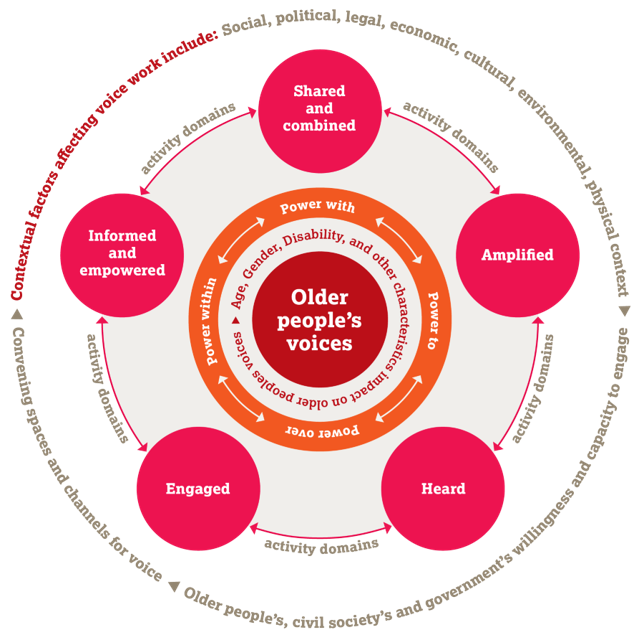 Contextual factors affecting voice work include: Social, political, legal, economic, cultural, environmental, physical context
Older people's, civil society's and government's willingness and capacity to engage
Convening spaces and channels for voice
Shared
and
combined
activity domains
activity domains
Informed
and
empowered
Amplified
Power with
Power within
Power to
Power over
Age, Gender, Disability, and other characteristics impact on older peoples voices
Older
people's
voices
activity domains
activity domains
Engaged
Heard
activity domains